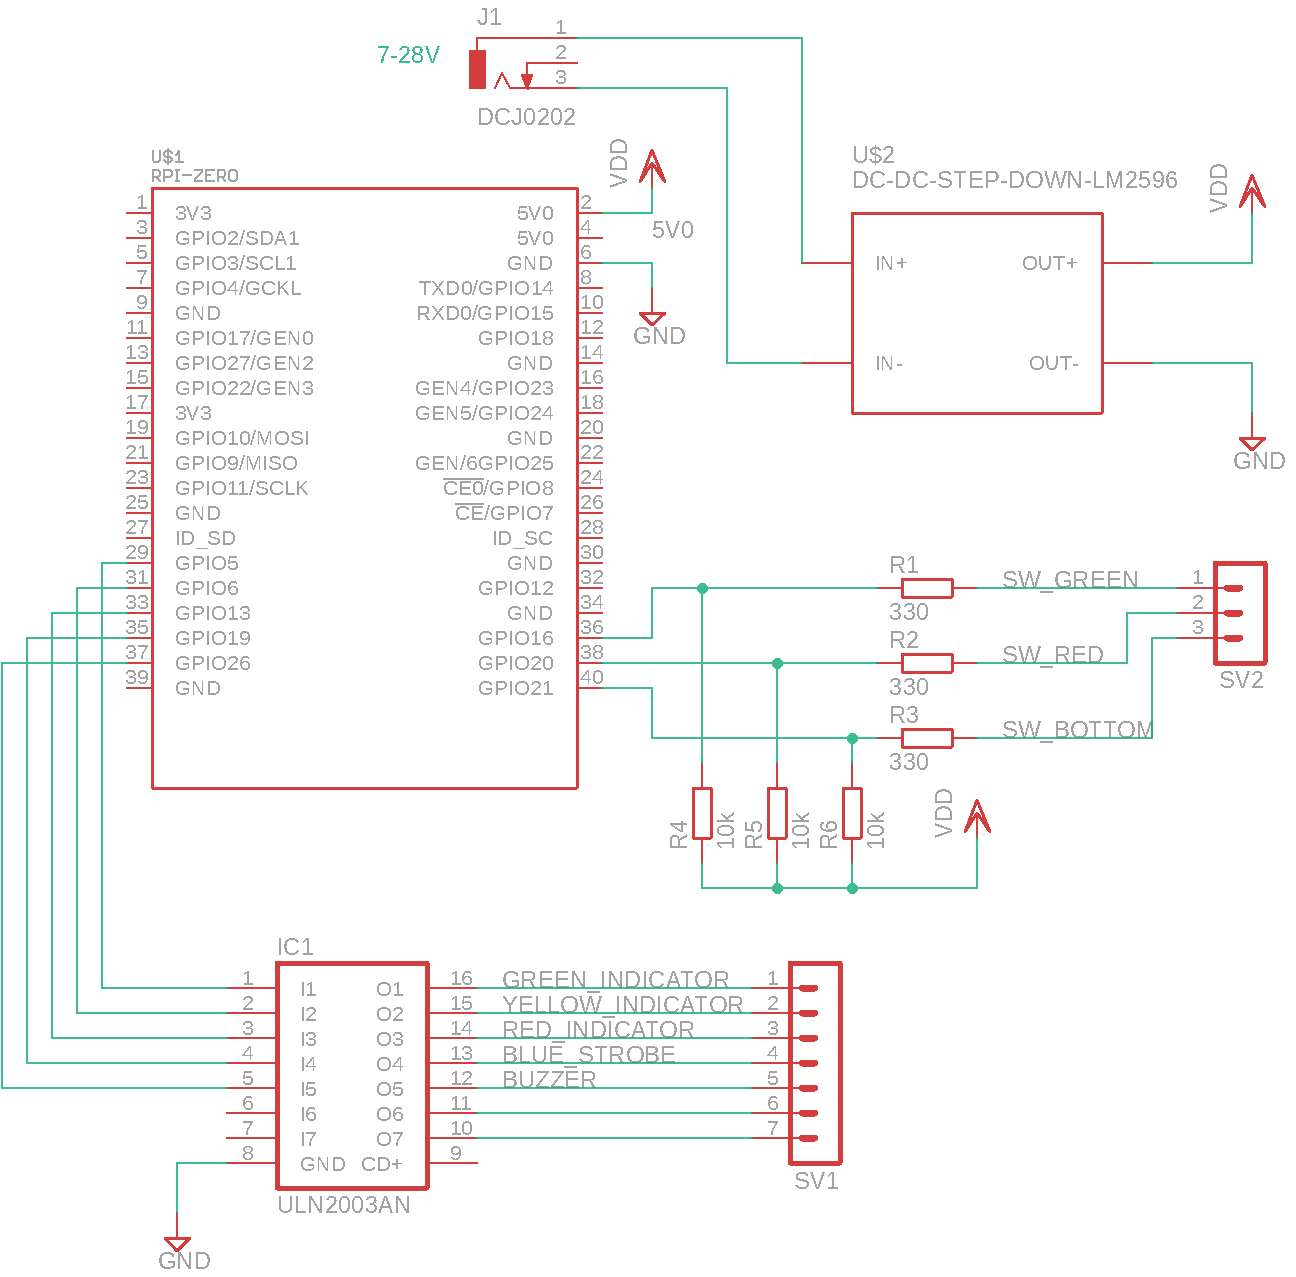 J1
7-28V
1
2
3
DCJ0202
U$1
RPI-ZERO
VDD
5V0
GND
1 3V3 5V0 2
3 GPIO2/SDA1 5V0 4
5 GPIO3/SCL1 GND 6
7 GPIO4/GCKL TXD0/GPIO14 8
9 GND RXD0/GPIO15 10
11 GPIO17/GEN0 GPIO18 12
13 GPIO27/GEN2 GND 14
15 GPIO22/GEN3 GEN4/GPIO23 16
17 3V3 GEN5/GPIO24 18
19 GPIO10/MOSI GND 20
21 GPIO9/MISO GEN/6GPIO25 22
23 GPIO11/SCLK CE0/GPIO8 24
25 GND CE/GPIO7 26
27 ID_SD ID_SC 28
29 GPIO5 GND 30
31 GPIO6 GPIO12 32
33 GPIO13 GND 34
35 GPIO19 GPIO16 36
37 GPIO26 GPIO20 38
39 GND GPIO21 40
U$2
DC-DC-STEP-DOWN-LM2596
IN+ OUT+
IN- OUT-
VDD
GND
R1
330
SW_GREEN 1
R2
330
SW_RED 2
R3
330
SW_BOTTOM 3
SV2
R4 10k
R5 10k
R6 10k
VDD
IC1
1 I1 O1 16 GREEN_INDICATOR 1
2 I2 O2 15 YELLOW_INDICATOR 2
3 I3 O3 14 RED_INDICATOR 3
4 I4 O4 13 BLUE_STROBE 4
5 I5 O5 12 BUZZER 5
6 I6 O6 11 6
7 I7 O7 10 7
8 GND CD+ 9
ULN2003AN
SV1
GND